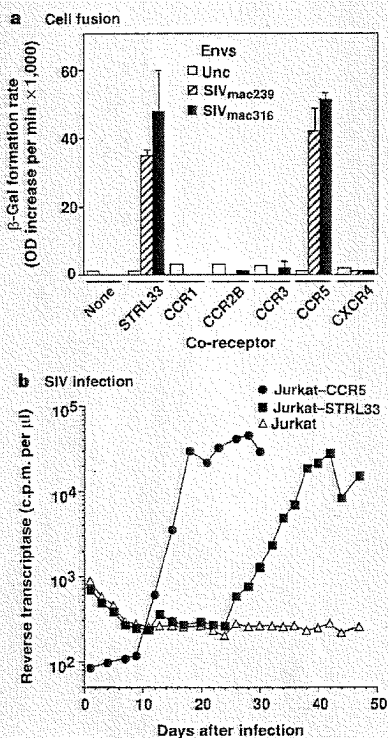 a Cell fusion
Envs
Unc
SIVmac239
SIVmac316
β-Gal formation rate
(OD increase per min × 1,000)
60
40
20
0
None
STRL33
CCR1
CCR2B
CCR3
CCR5
CXCR4
Co-receptor
b SIV infection
Jurkat–CCR5
Jurkat–STRL33
Jurkat
Reverse transcriptase (c.p.m. per μl)
10⁵
10⁴
10³
10²
0 10 20 30 40 50
Days after infection